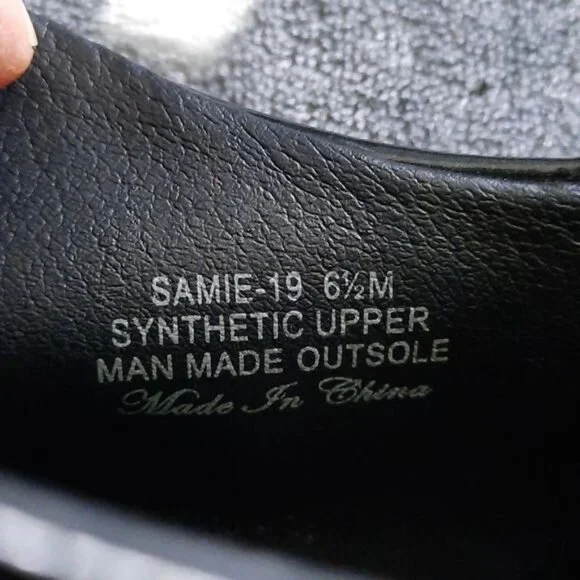 SAMIE-19 6½M
SYNTHETIC UPPER
MAN MADE OUTSOLE
Made In China